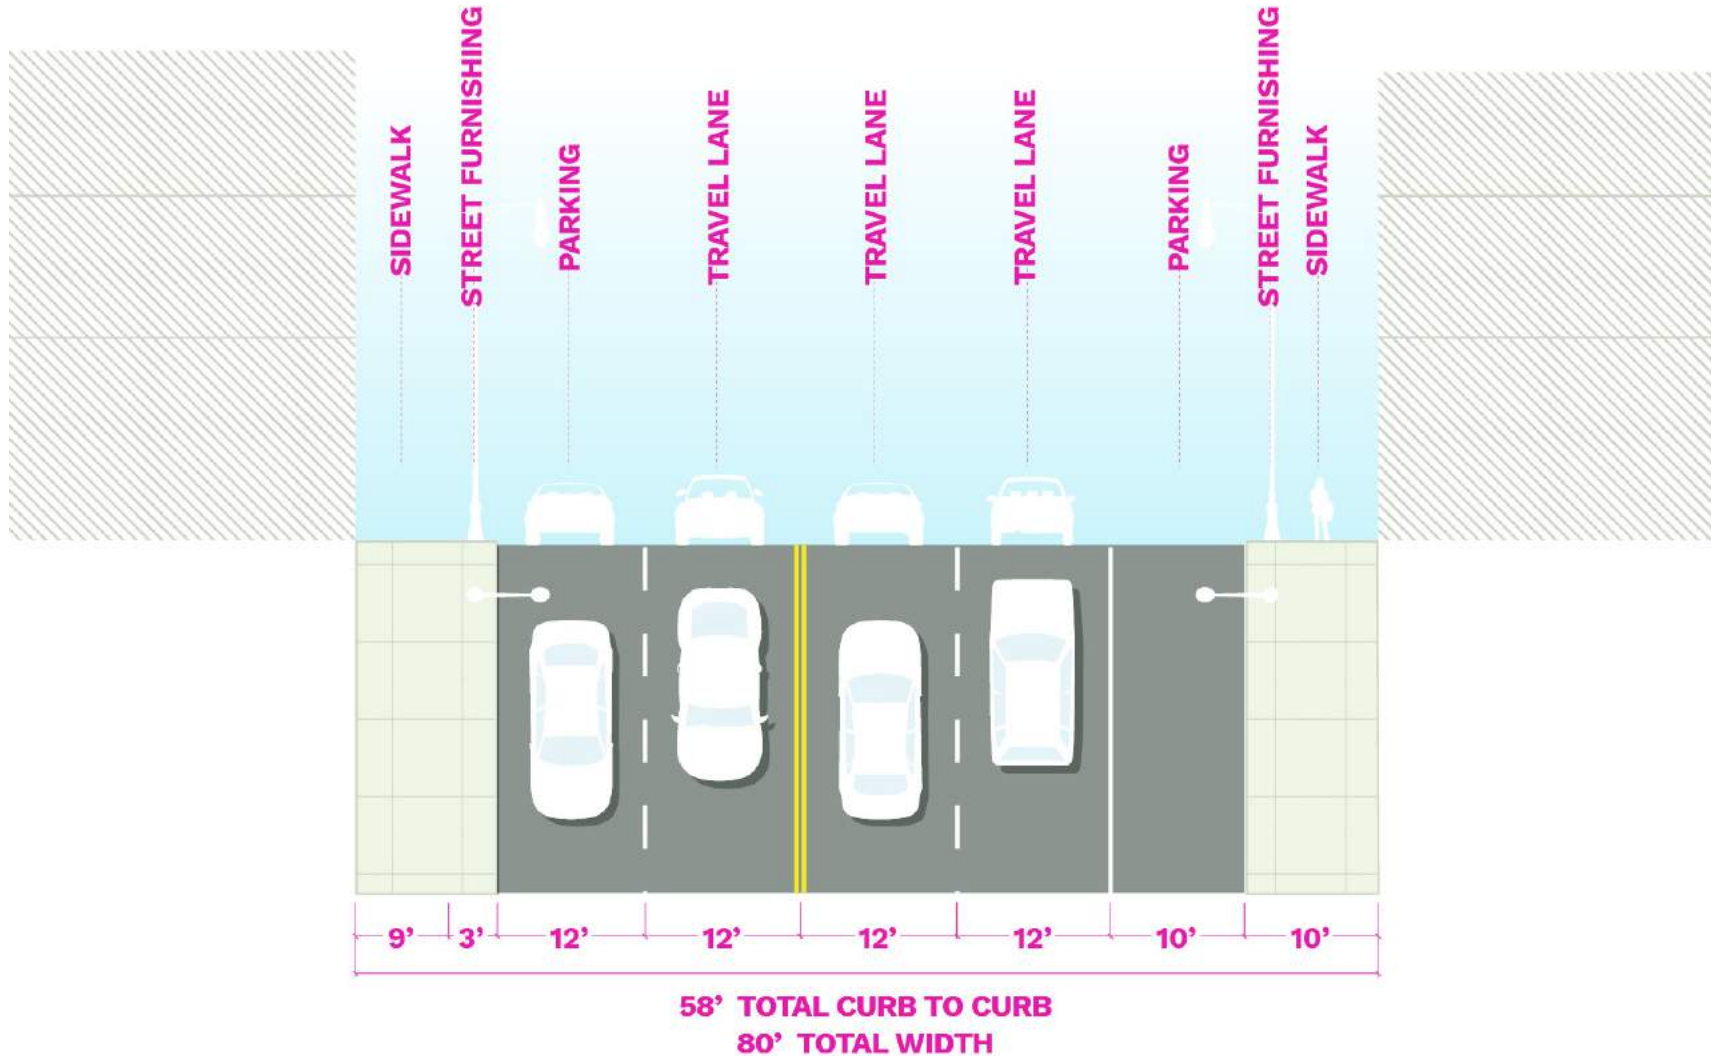 SIDEWALK
STREET FURNISHING
PARKING
TRAVEL LANE
TRAVEL LANE
TRAVEL LANE
PARKING
STREET FURNISHING
SIDEWALK
9’
3’
12’
12’
12’
12’
10’
10’
58’ TOTAL CURB TO CURB
80’ TOTAL WIDTH